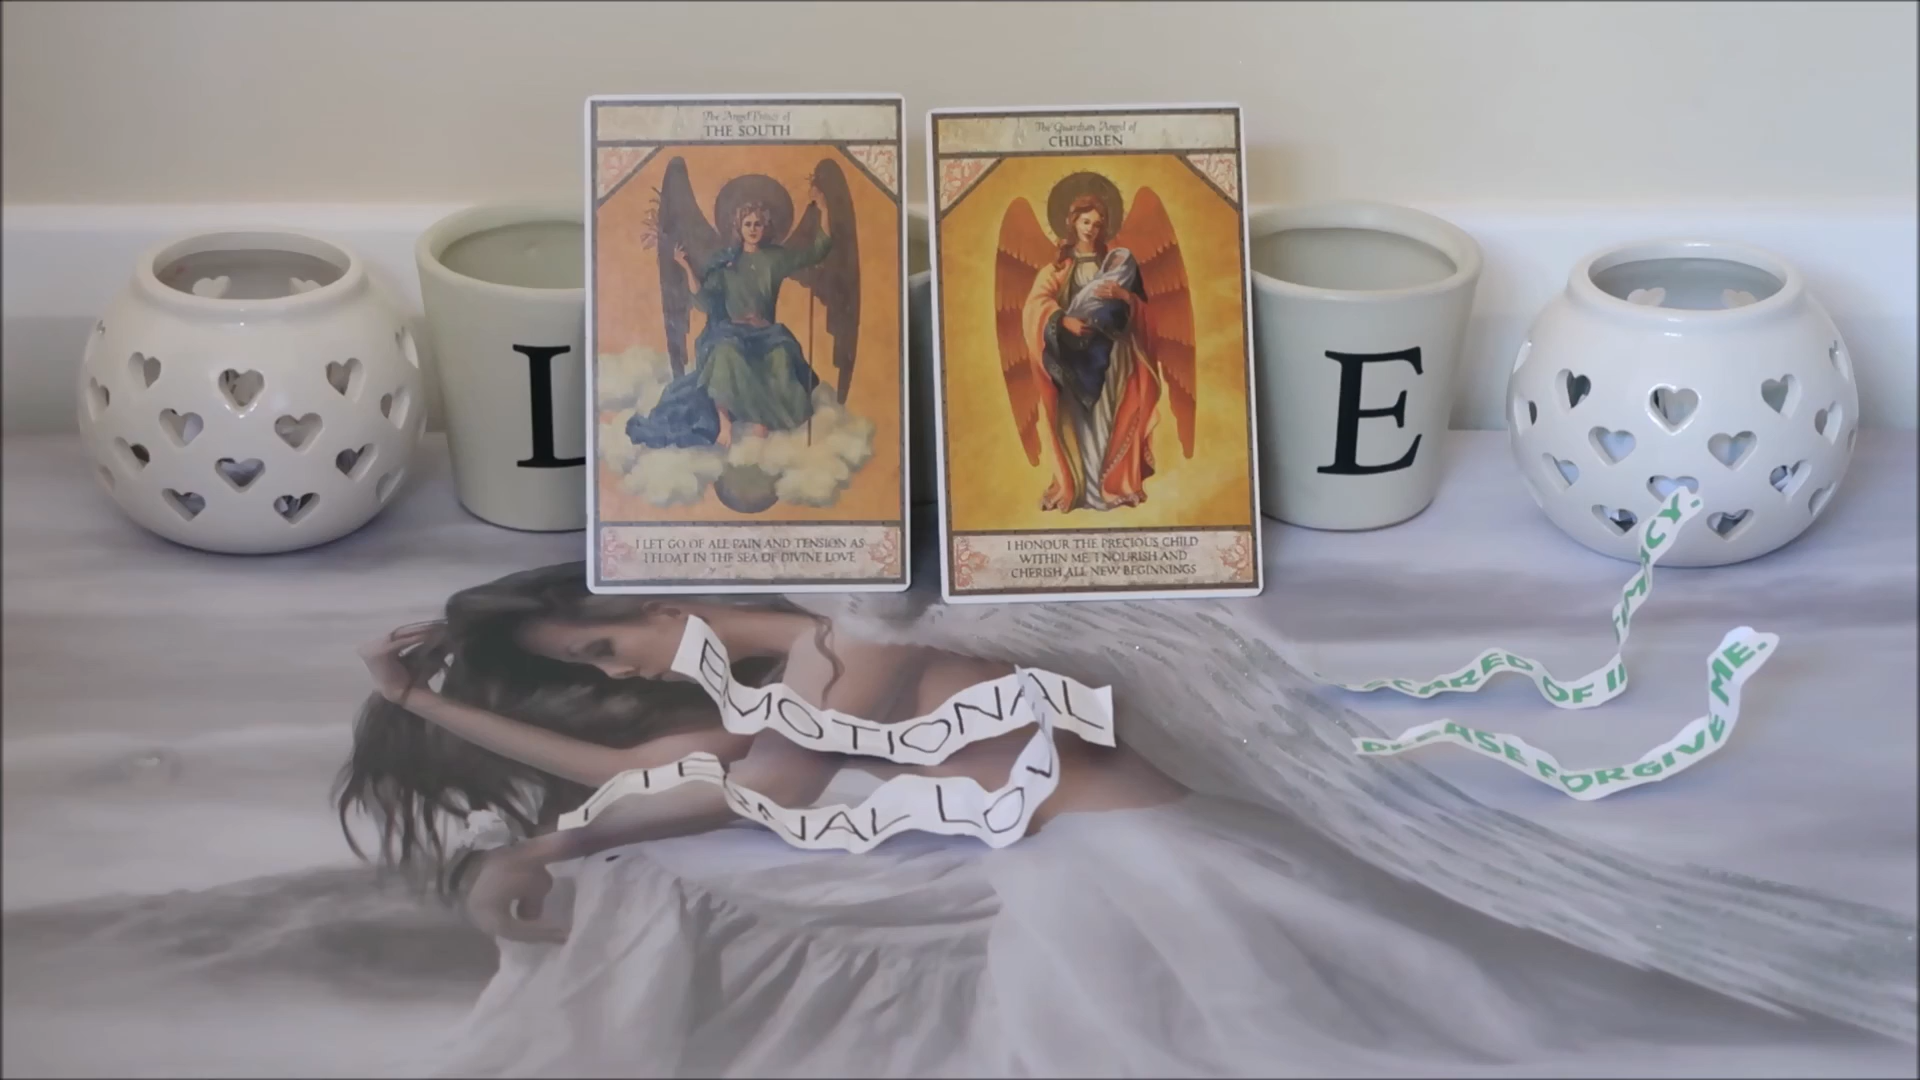 The Angel Prince of
THE SOUTH
I LET GO OF ALL PAIN AND TENSION AS
I FLOAT IN THE SEA OF DIVINE LOVE
The Guardian Angel of
CHILDREN
I HONOUR THE PRECIOUS CHILD
WITHIN ME I NOURISH AND
CHERISH ALL NEW BEGINNINGS
L
E
EMOTIONAL
ETERNAL LOV
SCARED OF INTIMACY.
PLEASE FORGIVE ME.